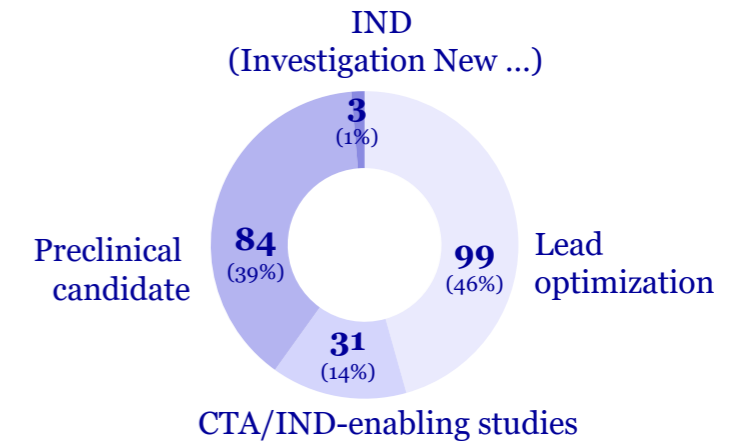 IND
(Investigation New ...)
3
(1%)
84
(39%)
Preclinical
candidate
99
(46%)
Lead
optimization
31
(14%)
CTA/IND-enabling studies